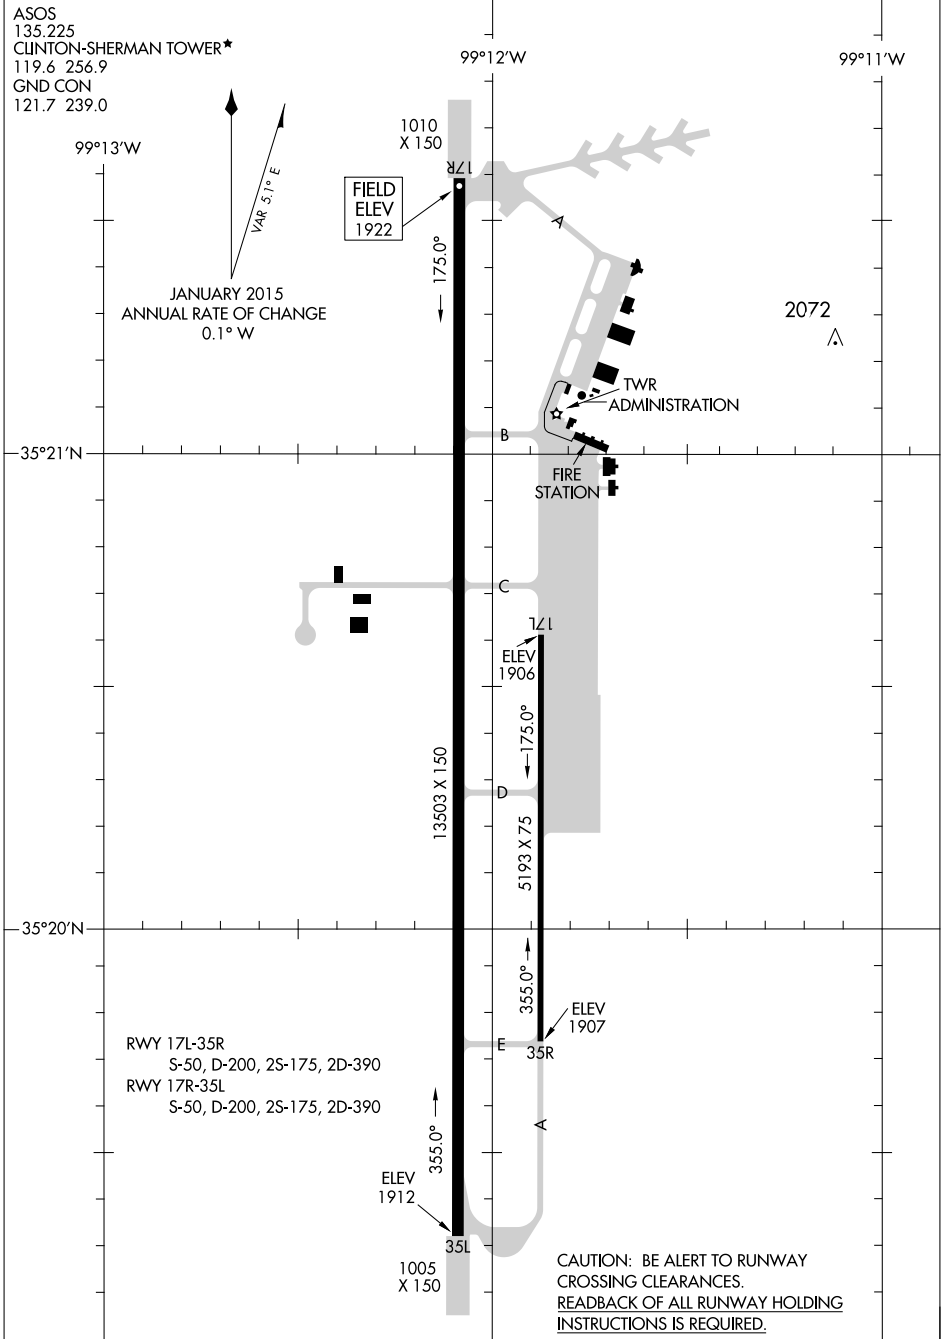 ASOS
135.225
CLINTON-SHERMAN TOWER★
119.6 256.9
GND CON
121.7 239.0
99°13'W
99°12'W
99°11'W
VAR 5.1° E
JANUARY 2015
ANNUAL RATE OF CHANGE
0.1° W
1010
X 150
17R
FIELD
ELEV
1922
175.0°
A
2072
TWR
ADMINISTRATION
B
35°21'N
FIRE
STATION
C
17L
ELEV
1906
175.0°
13503 X 150
D
5193 X 75
35°20'N
355.0°
ELEV
1907
E
35R
RWY 17L-35R
S-50, D-200, 2S-175, 2D-390
RWY 17R-35L
S-50, D-200, 2S-175, 2D-390
355.0°
A
ELEV
1912
35L
1005
X 150
CAUTION: BE ALERT TO RUNWAY
CROSSING CLEARANCES.
READBACK OF ALL RUNWAY HOLDING
INSTRUCTIONS IS REQUIRED.